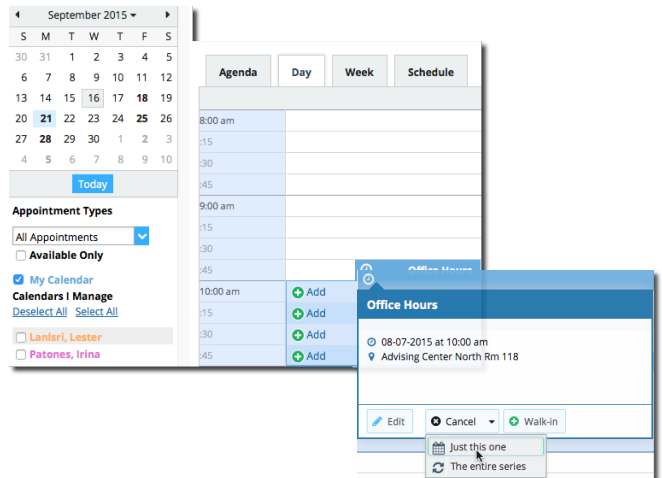 September 2015
S M T W T F S
30 31 1 2 3 4 5
6 7 8 9 10 11 12
13 14 15 16 17 18 19
20 21 22 23 24 25 26
27 28 29 30 1 2 3
4 5 6 7 8 9 10
Today
Appointment Types
All Appointments
Available Only
My Calendar
Calendars I Manage
Deselect All Select All
Lanisri, Lester
Patones, Irina
Agenda Day Week Schedule
8:00 am
:15
:30
:45
9:00 am
:15
:30
:45
Office Hours
10:00 am Add
:15 Add
:30 Add
:45 Add
Office Hours
08-07-2015 at 10:00 am
Advising Center North Rm 118
Edit Cancel Walk-in
Just this one
The entire series